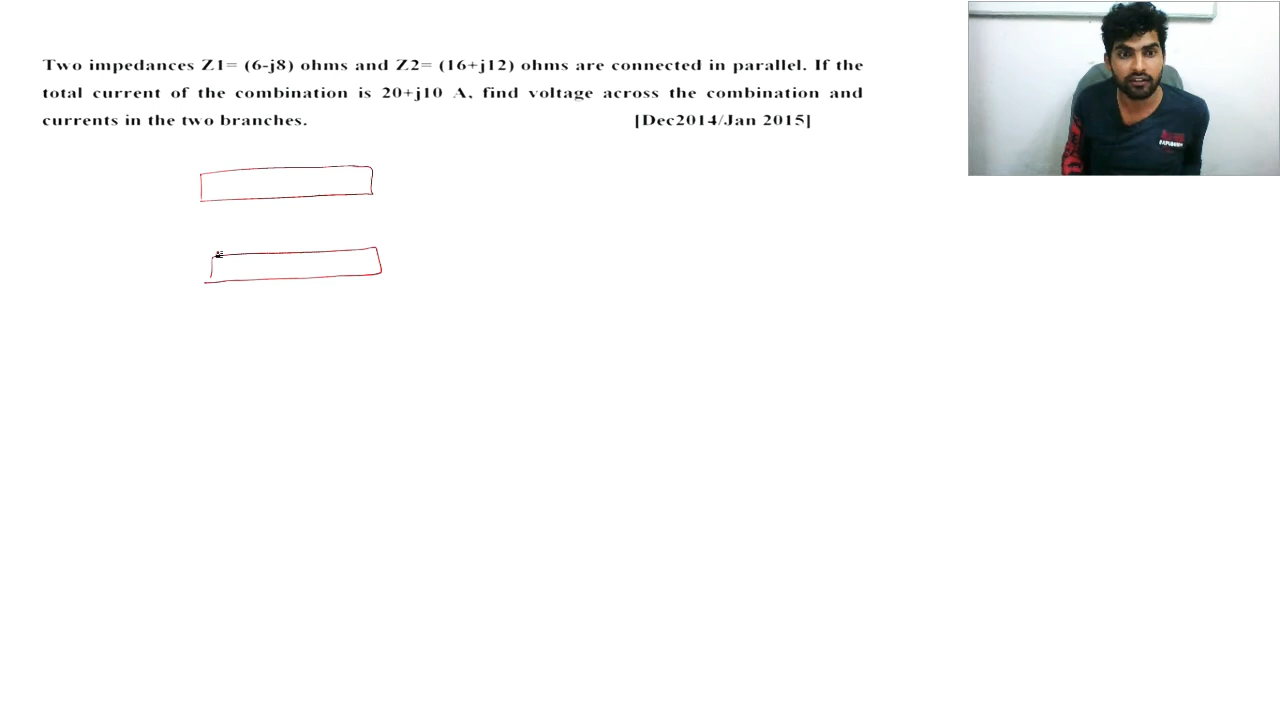 Two impedances Z1= (6-j8) ohms and Z2= (16+j12) ohms are connected in parallel. If the
total current of the combination is 20+j10 A, find voltage across the combination and
currents in the two branches. [Dec2014/Jan 2015]